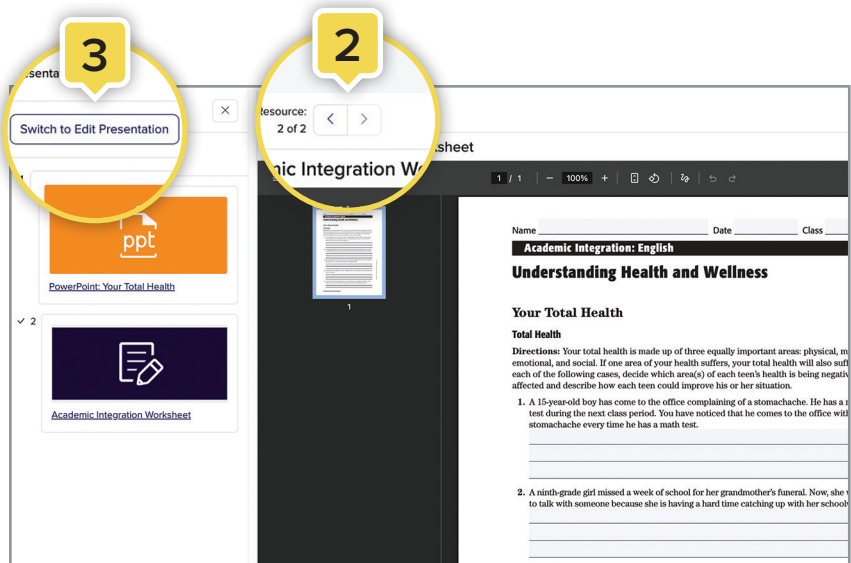 3
2
Switch to Edit Presentation
Resource:
2 of 2
1 / 1
100%
ppt
PowerPoint: Your Total Health
2
Academic Integration Worksheet
1
Name Date Class
Academic Integration: English
Understanding Health and Wellness
Your Total Health
Total Health
Directions: Your total health is made up of three equally important areas: physical, m
emotional, and social. If one area of your health suffers, your total health will also suff
each of the following cases, decide which area(s) of each teen's health is being negativ
affected and describe how each teen could improve his or her situation.
1. A 15-year-old boy has come to the office complaining of a stomachache. He has a
test during the next class period. You have noticed that he comes to the office with
stomachache every time he has a math test.
2. A ninth-grade girl missed a week of school for her grandmother's funeral. Now, she
to talk with someone because she is having a hard time catching up with her school